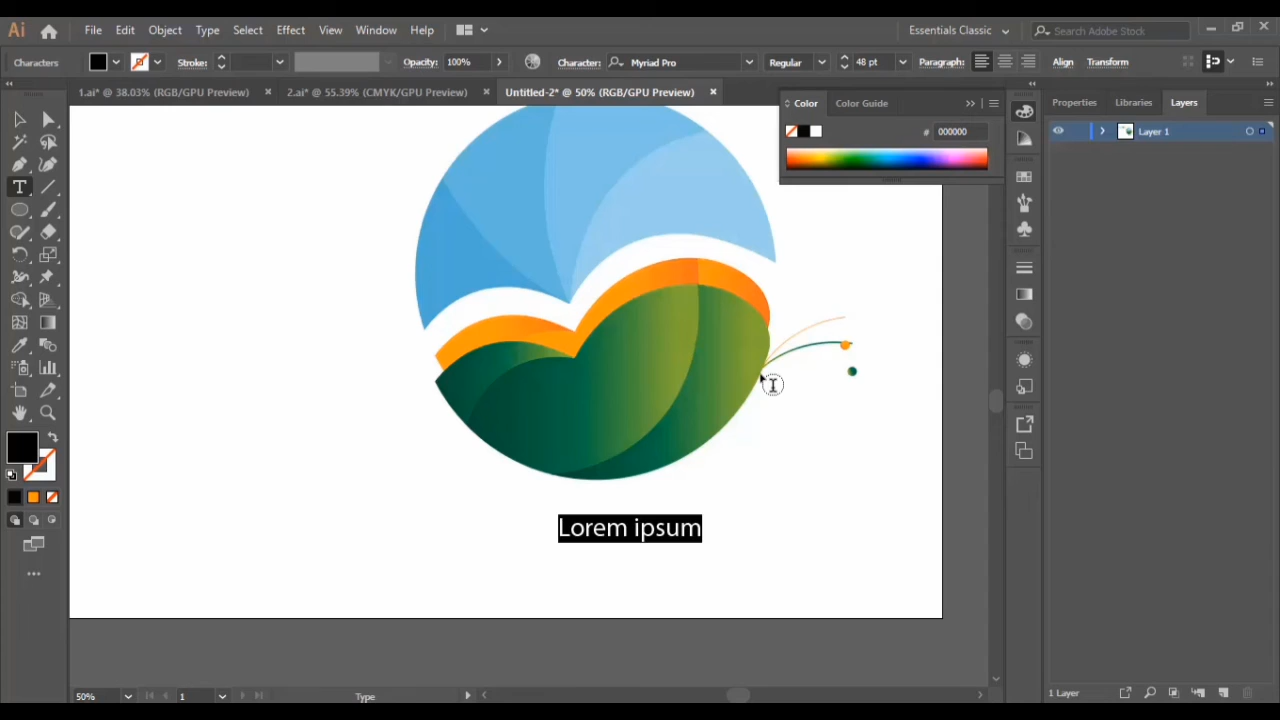 Ai File Edit Object Type Select Effect View Window Help Essentials Classic Search Adobe Stock
Characters Stroke: Opacity: 100% Character: Myriad Pro Regular 48 pt Paragraph: Align Transform
1.ai* @ 38.03% (RGB/GPU Preview) × 2.ai* @ 55.39% (CMYK/GPU Preview) × Untitled-2* @ 50% (RGB/GPU Preview) ×
Color Color Guide
Properties Libraries Layers
# 000000
Layer 1
Lorem ipsum
50% 1 Type
1 Layer